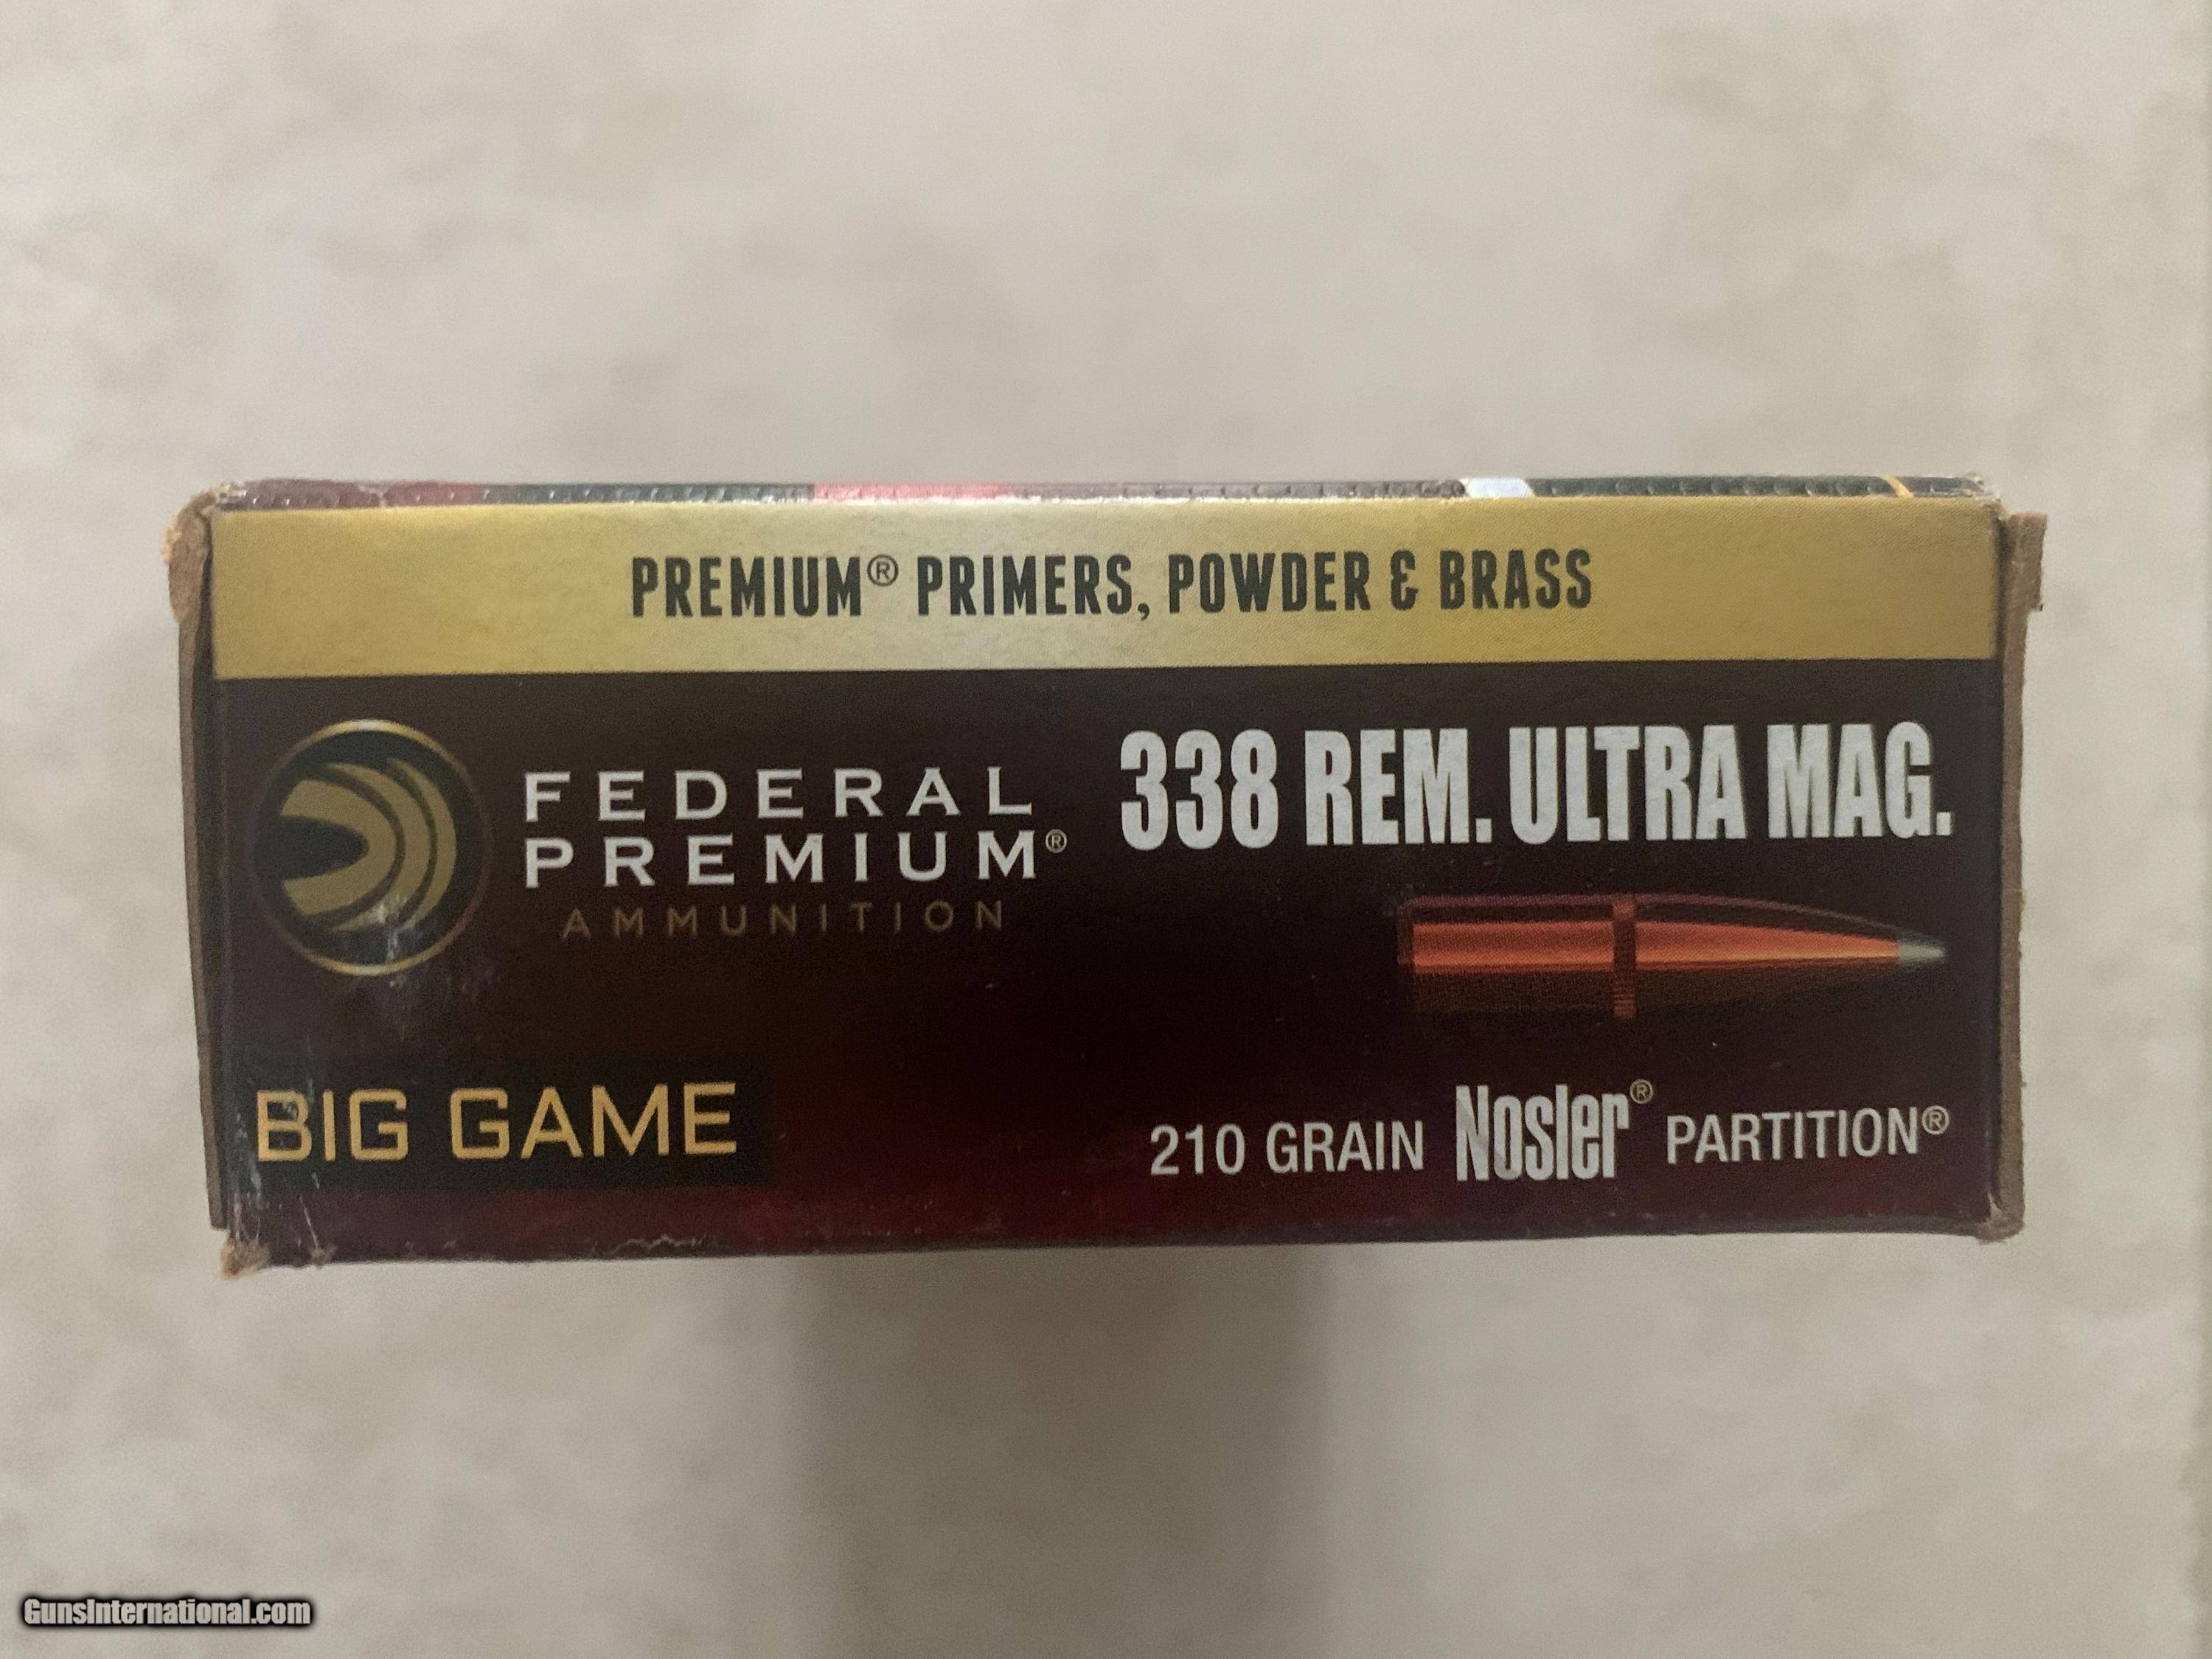 PREMIUM® PRIMERS, POWDER & BRASS
FEDERAL
PREMIUM®
AMMUNITION
338 REM. ULTRA MAG.
BIG GAME
210 GRAIN Nosler® PARTITION®
GunsInternational.com